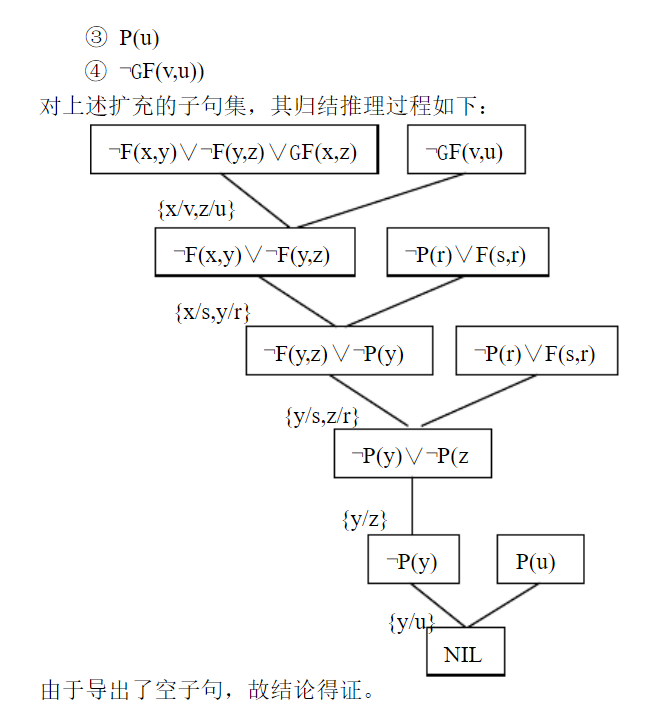 ③ P(u)
④ ¬GF(v,u))
对上述扩充的子句集，其归结推理过程如下：
¬F(x,y)∨¬F(y,z)∨GF(x,z)
¬GF(v,u)
{x/v,z/u}
¬F(x,y)∨¬F(y,z)
¬P(r)∨F(s,r)
{x/s,y/r}
¬F(y,z)∨¬P(y)
¬P(r)∨F(s,r)
{y/s,z/r}
¬P(y)∨¬P(z
{y/z}
¬P(y)
P(u)
{y/u}
NIL
由于导出了空子句，故结论得证。